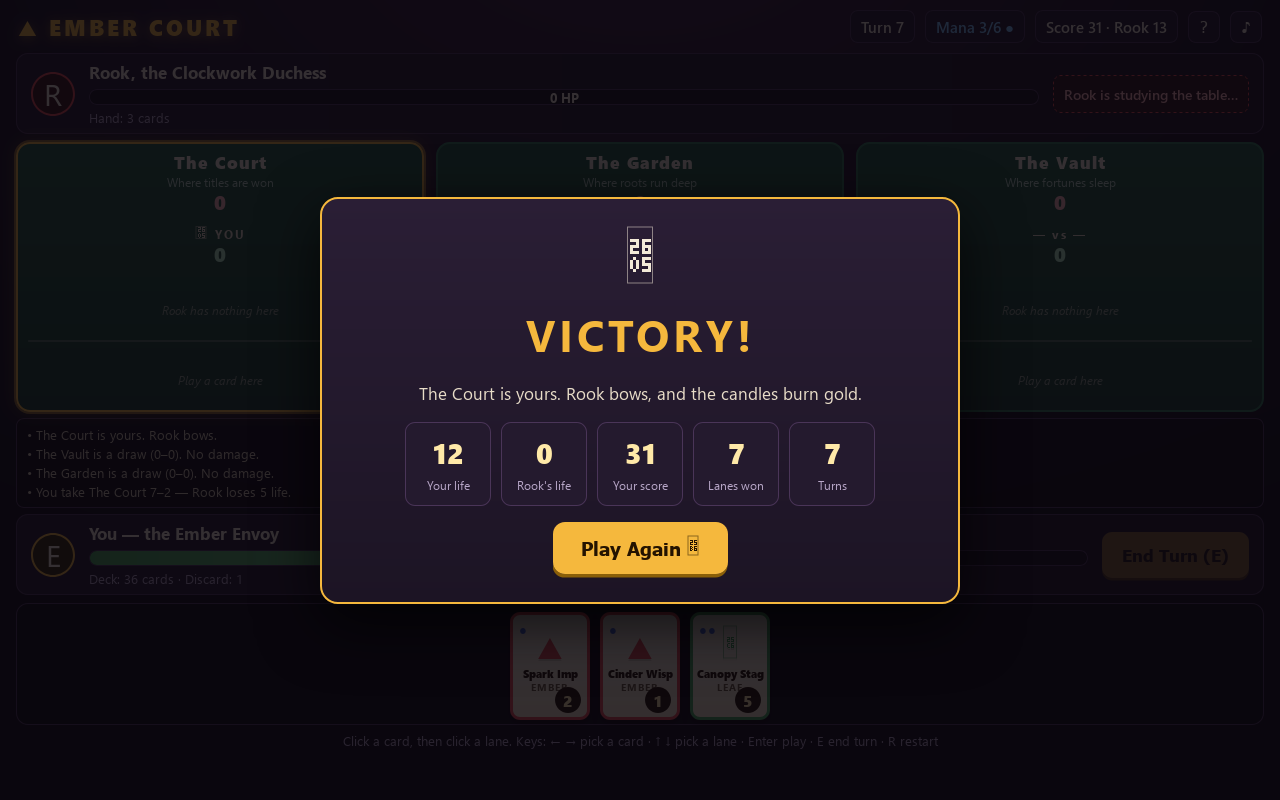 ▲ EMBER COURT
Turn 7
Mana 3/6 ●
Score 31 · Rook 13
?
♪
R
Rook, the Clockwork Duchess
0 HP
Hand: 3 cards
Rook is studying the table…
The Court
Where titles are won
0
YOU
0
Rook has nothing here
Play a card here
The Garden
Where roots run deep
The Vault
Where fortunes sleep
0
— vs —
0
Rook has nothing here
Play a card here
VICTORY!
The Court is yours. Rook bows, and the candles burn gold.
12
Your life
0
Rook's life
31
Your score
7
Lanes won
7
Turns
Play Again
• The Court is yours. Rook bows.
• The Vault is a draw (0–0). No damage.
• The Garden is a draw (0–0). No damage.
• You take The Court 7–2 — Rook loses 5 life.
E
You — the Ember Envoy
Deck: 36 cards · Discard: 1
End Turn (E)
Spark Imp
EMBER
2
Cinder Wisp
EMBER
1
Canopy Stag
LEAF
5
Click a card, then click a lane. Keys: ← → pick a card · ↑ ↓ pick a lane · Enter play · E end turn · R restart